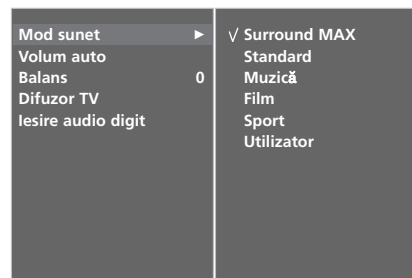 Mod sunet ►
Volum auto
Balans 0
Difuzor TV
Iesire audio digit
√ Surround MAX
Standard
Muzică
Film
Sport
Utilizator